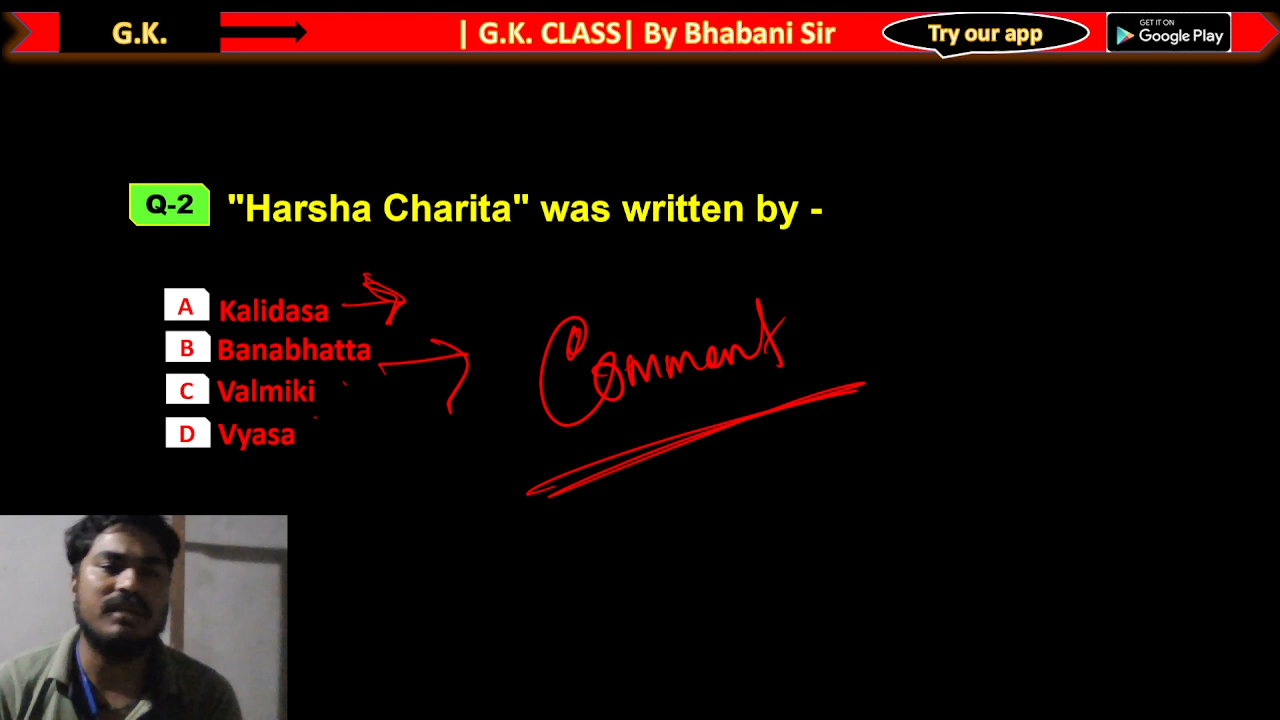 G.K.
| G.K. CLASS| By Bhabani Sir
Try our app
GET IT ON
Google Play
Q-2 "Harsha Charita" was written by -
A Kalidasa
B Banabhatta
C Valmiki
D Vyasa
Comment